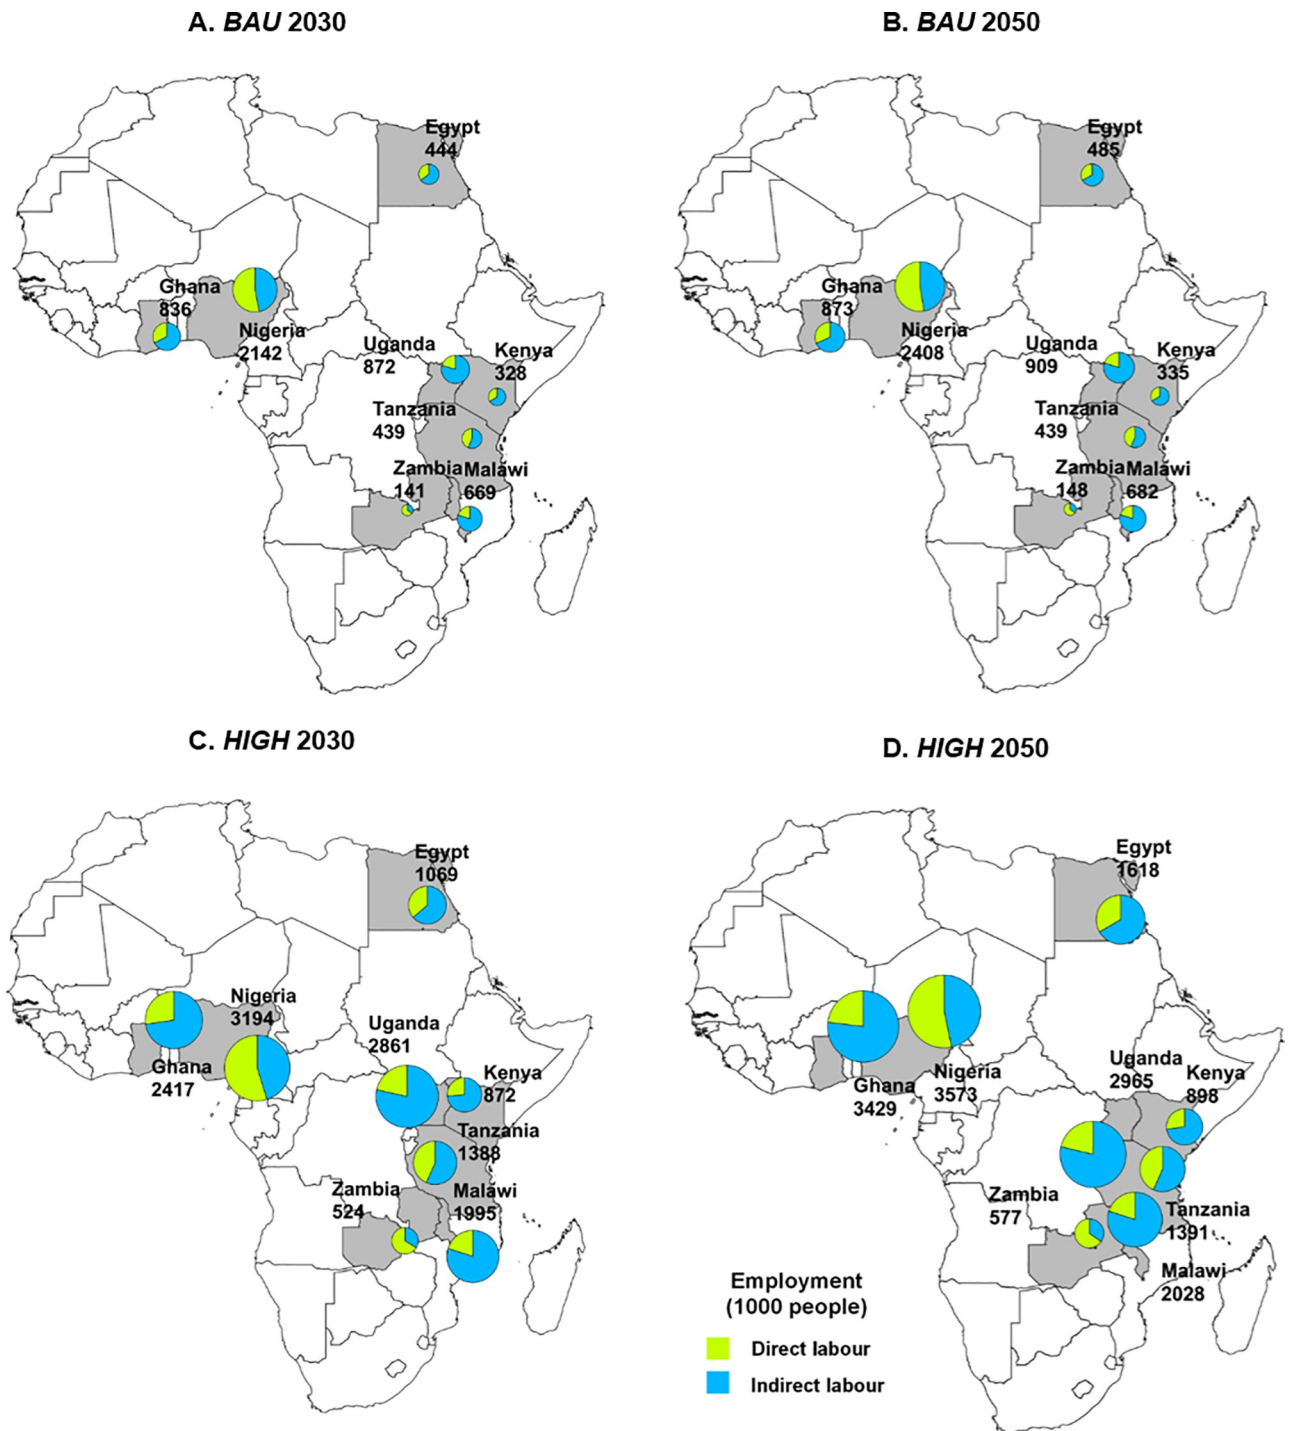 A. BAU 2030
B. BAU 2050
Egypt
444
Ghana
836
Nigeria
2142
Uganda
872
Kenya
328
Tanzania
439
Zambia
141
Malawi
669
Egypt
485
Ghana
873
Nigeria
2408
Uganda
909
Kenya
335
Tanzania
439
Zambia
148
Malawi
682
C. HIGH 2030
D. HIGH 2050
Egypt
1069
Nigeria
3194
Ghana
2417
Uganda
2861
Kenya
872
Tanzania
1388
Zambia
524
Malawi
1995
Egypt
1618
Ghana
3429
Nigeria
3573
Uganda
2965
Kenya
898
Zambia
577
Tanzania
1391
Malawi
2028
Employment
(1000 people)
Direct labour
Indirect labour